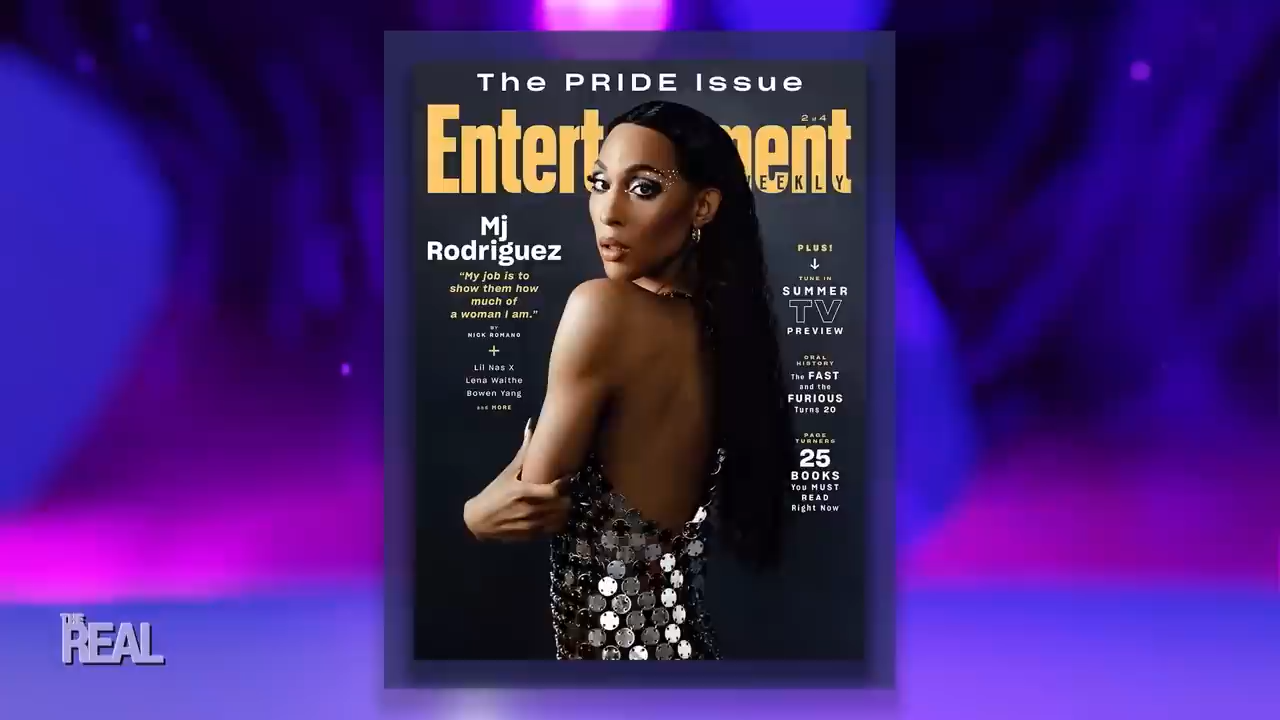 The PRIDE Issue
2 of 4
Entert ment
WEEKLY
Mj
Rodriguez
“My job is to
show them how
much of
a woman I am.”
BY
NICK ROMANO
+
Lil Nas X
Lena Waithe
Bowen Yang
and MORE
PLUS!
↓
TUNE IN
SUMMER
TV
PREVIEW
ORAL
HISTORY
The FAST
and the
FURIOUS
Turns 20
PAGE
TURNERS
25
BOOKS
You MUST
READ
Right Now
THE
REAL